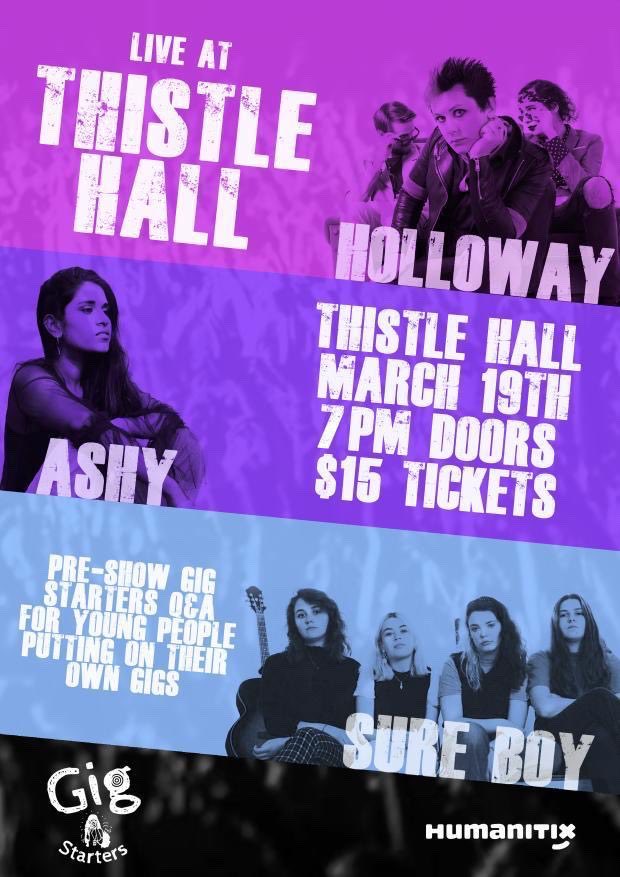 LIVE AT
THISTLE
HALL
HOLLOWAY
THISTLE HALL
MARCH 19TH
7PM DOORS
$15 TICKETS
ASHY
PRE-SHOW GIG
STARTERS Q&A
FOR YOUNG PEOPLE
PUTTING ON THEIR
OWN GIGS
SURE BOY
Gig
Starters
HUMANITIX